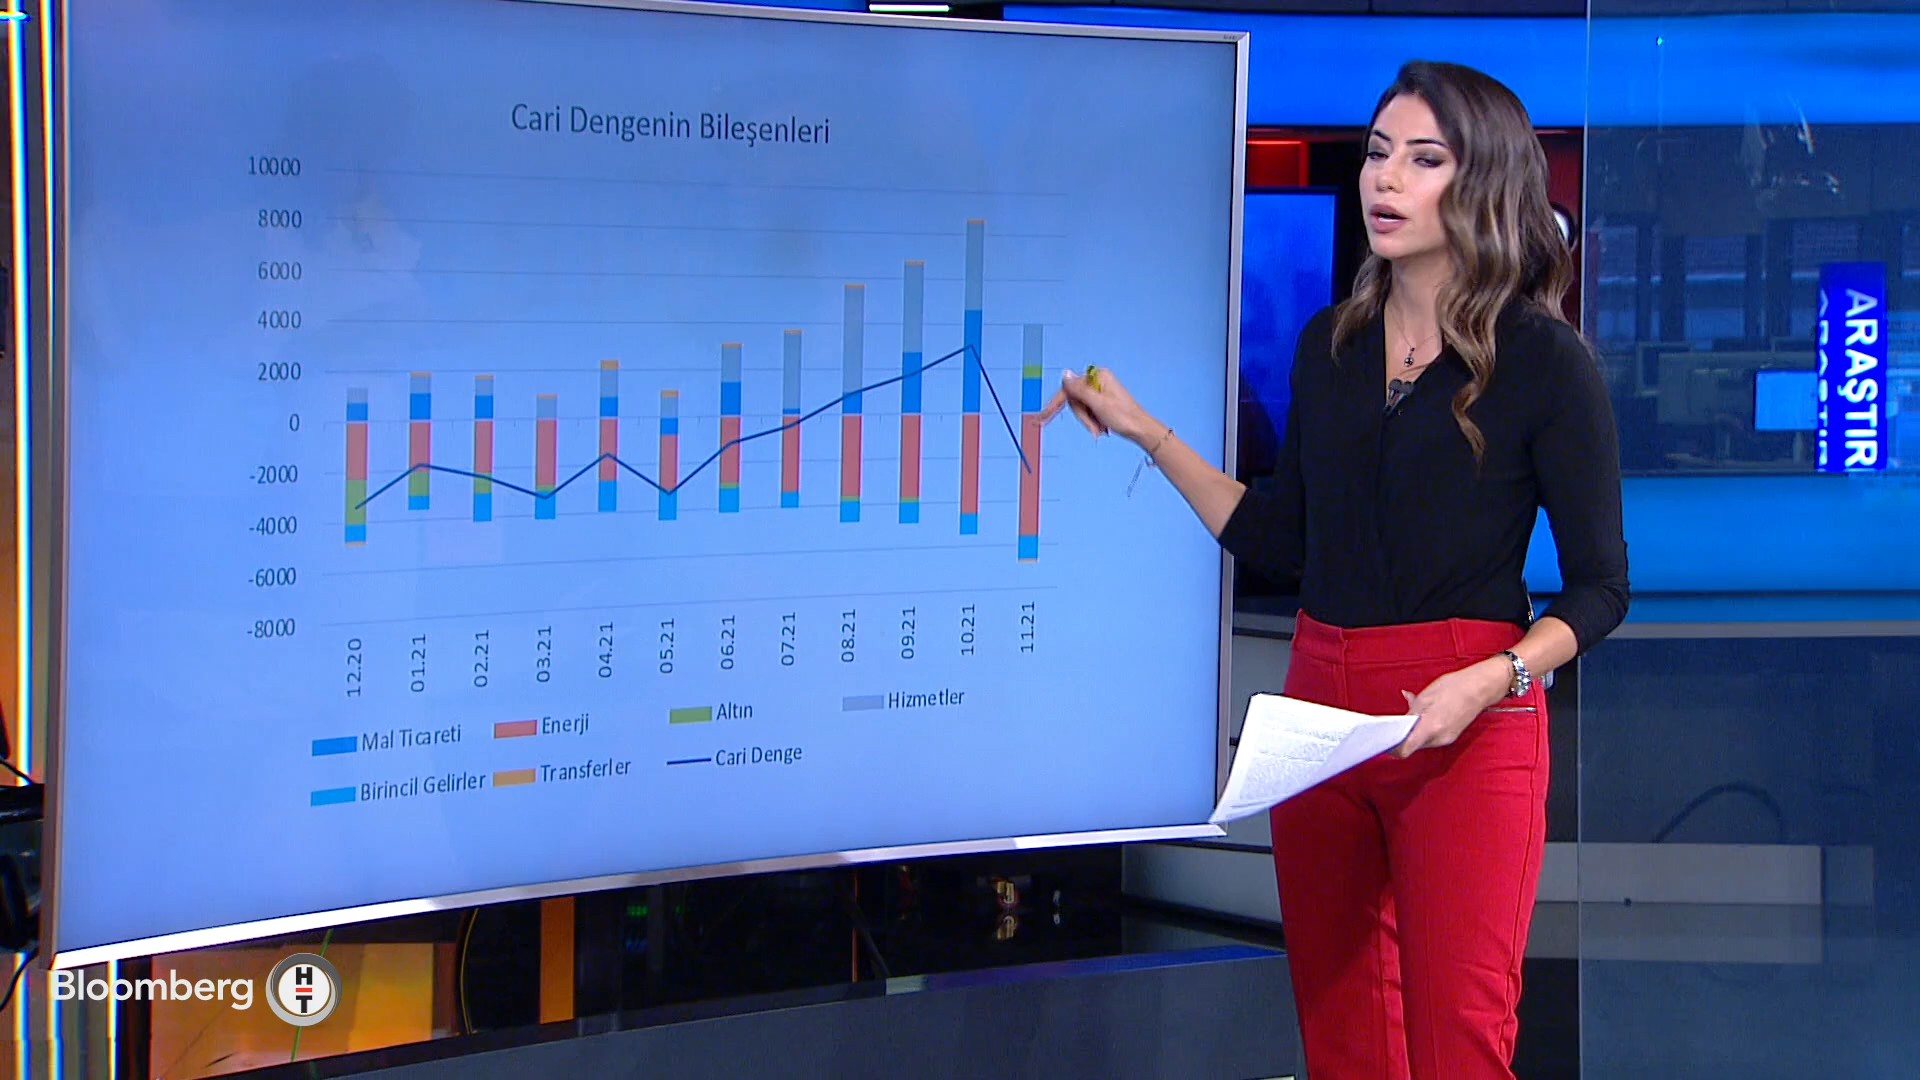 Cari Dengenin Bileşenleri
10000
8000
6000
4000
2000
0
-2000
-4000
-6000
-8000
12.20 01.21 02.21 03.21 04.21 05.21 06.21 07.21 08.21 09.21 10.21 11.21
Mal Ticareti Enerji Altın Hizmetler
Birincil Gelirler Transferler Cari Denge
ARAŞTIR
Bloomberg HT